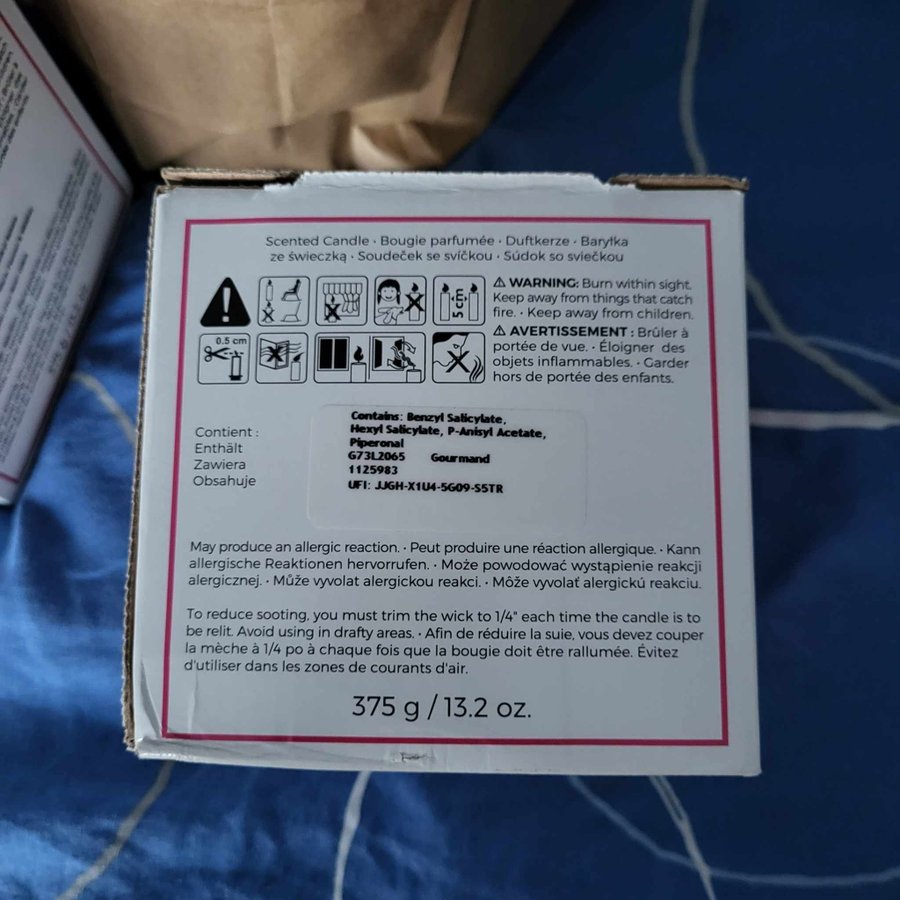 Scented Candle • Bougie parfumée • Duftkerze • Baryłka
ze świeczką • Soudeček se svíčkou • Súdok so sviečkou
5 cm
0.5 cm
⚠ WARNING: Burn within sight.
Keep away from things that catch
fire. • Keep away from children.
⚠ AVERTISSEMENT : Brûler à
portée de vue. • Éloigner des
objets inflammables. • Garder
hors de portée des enfants.
Contient :
Enthält
Zawiera
Obsahuje
Contains: Benzyl Salicylate,
Hexyl Salicylate, P-Anisyl Acetate,
Piperonal
G73L2065 Gourmand
1125983
UFI: JJGH-X1U4-5G09-S5TR
May produce an allergic reaction. • Peut produire une réaction allergique. • Kann
allergische Reaktionen hervorrufen. • Może powodować wystąpienie reakcji
alergicznej. • Může vyvolat alergickou reakci. • Môže vyvolať alergickú reakciu.
To reduce sooting, you must trim the wick to 1/4" each time the candle is to
be relit. Avoid using in drafty areas. • Afin de réduire la suie, vous devez couper
la mèche à 1/4 po à chaque fois que la bougie doit être rallumée. Évitez
d'utiliser dans les zones de courants d'air.
375 g / 13.2 oz.